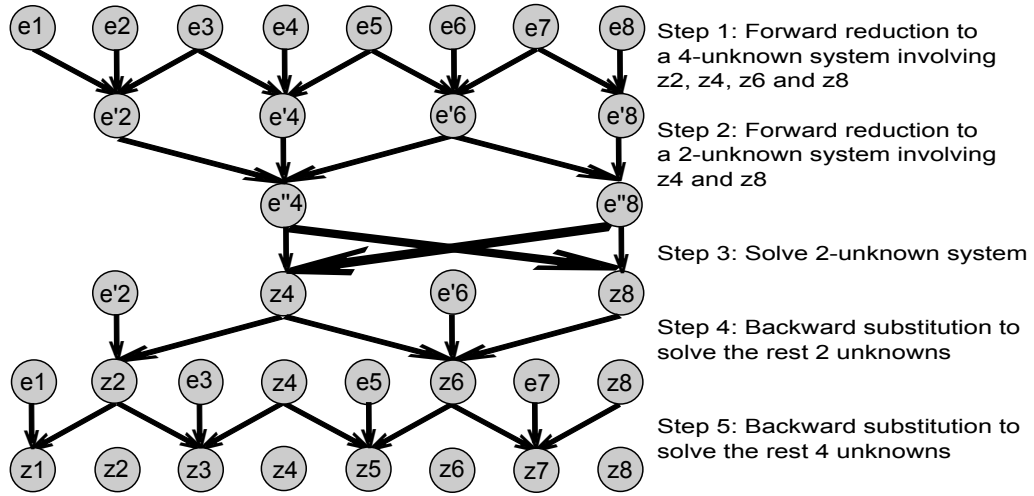 e1 e2 e3 e4 e5 e6 e7 e8
Step 1: Forward reduction to
a 4-unknown system involving
z2, z4, z6 and z8
e'2 e'4 e'6 e'8
Step 2: Forward reduction to
a 2-unknown system involving
z4 and z8
e"4 e"8
Step 3: Solve 2-unknown system
e'2 z4 e'6 z8
Step 4: Backward substitution to
solve the rest 2 unknowns
e1 z2 e3 z4 e5 z6 e7 z8
Step 5: Backward substitution to
solve the rest 4 unknowns
z1 z2 z3 z4 z5 z6 z7 z8